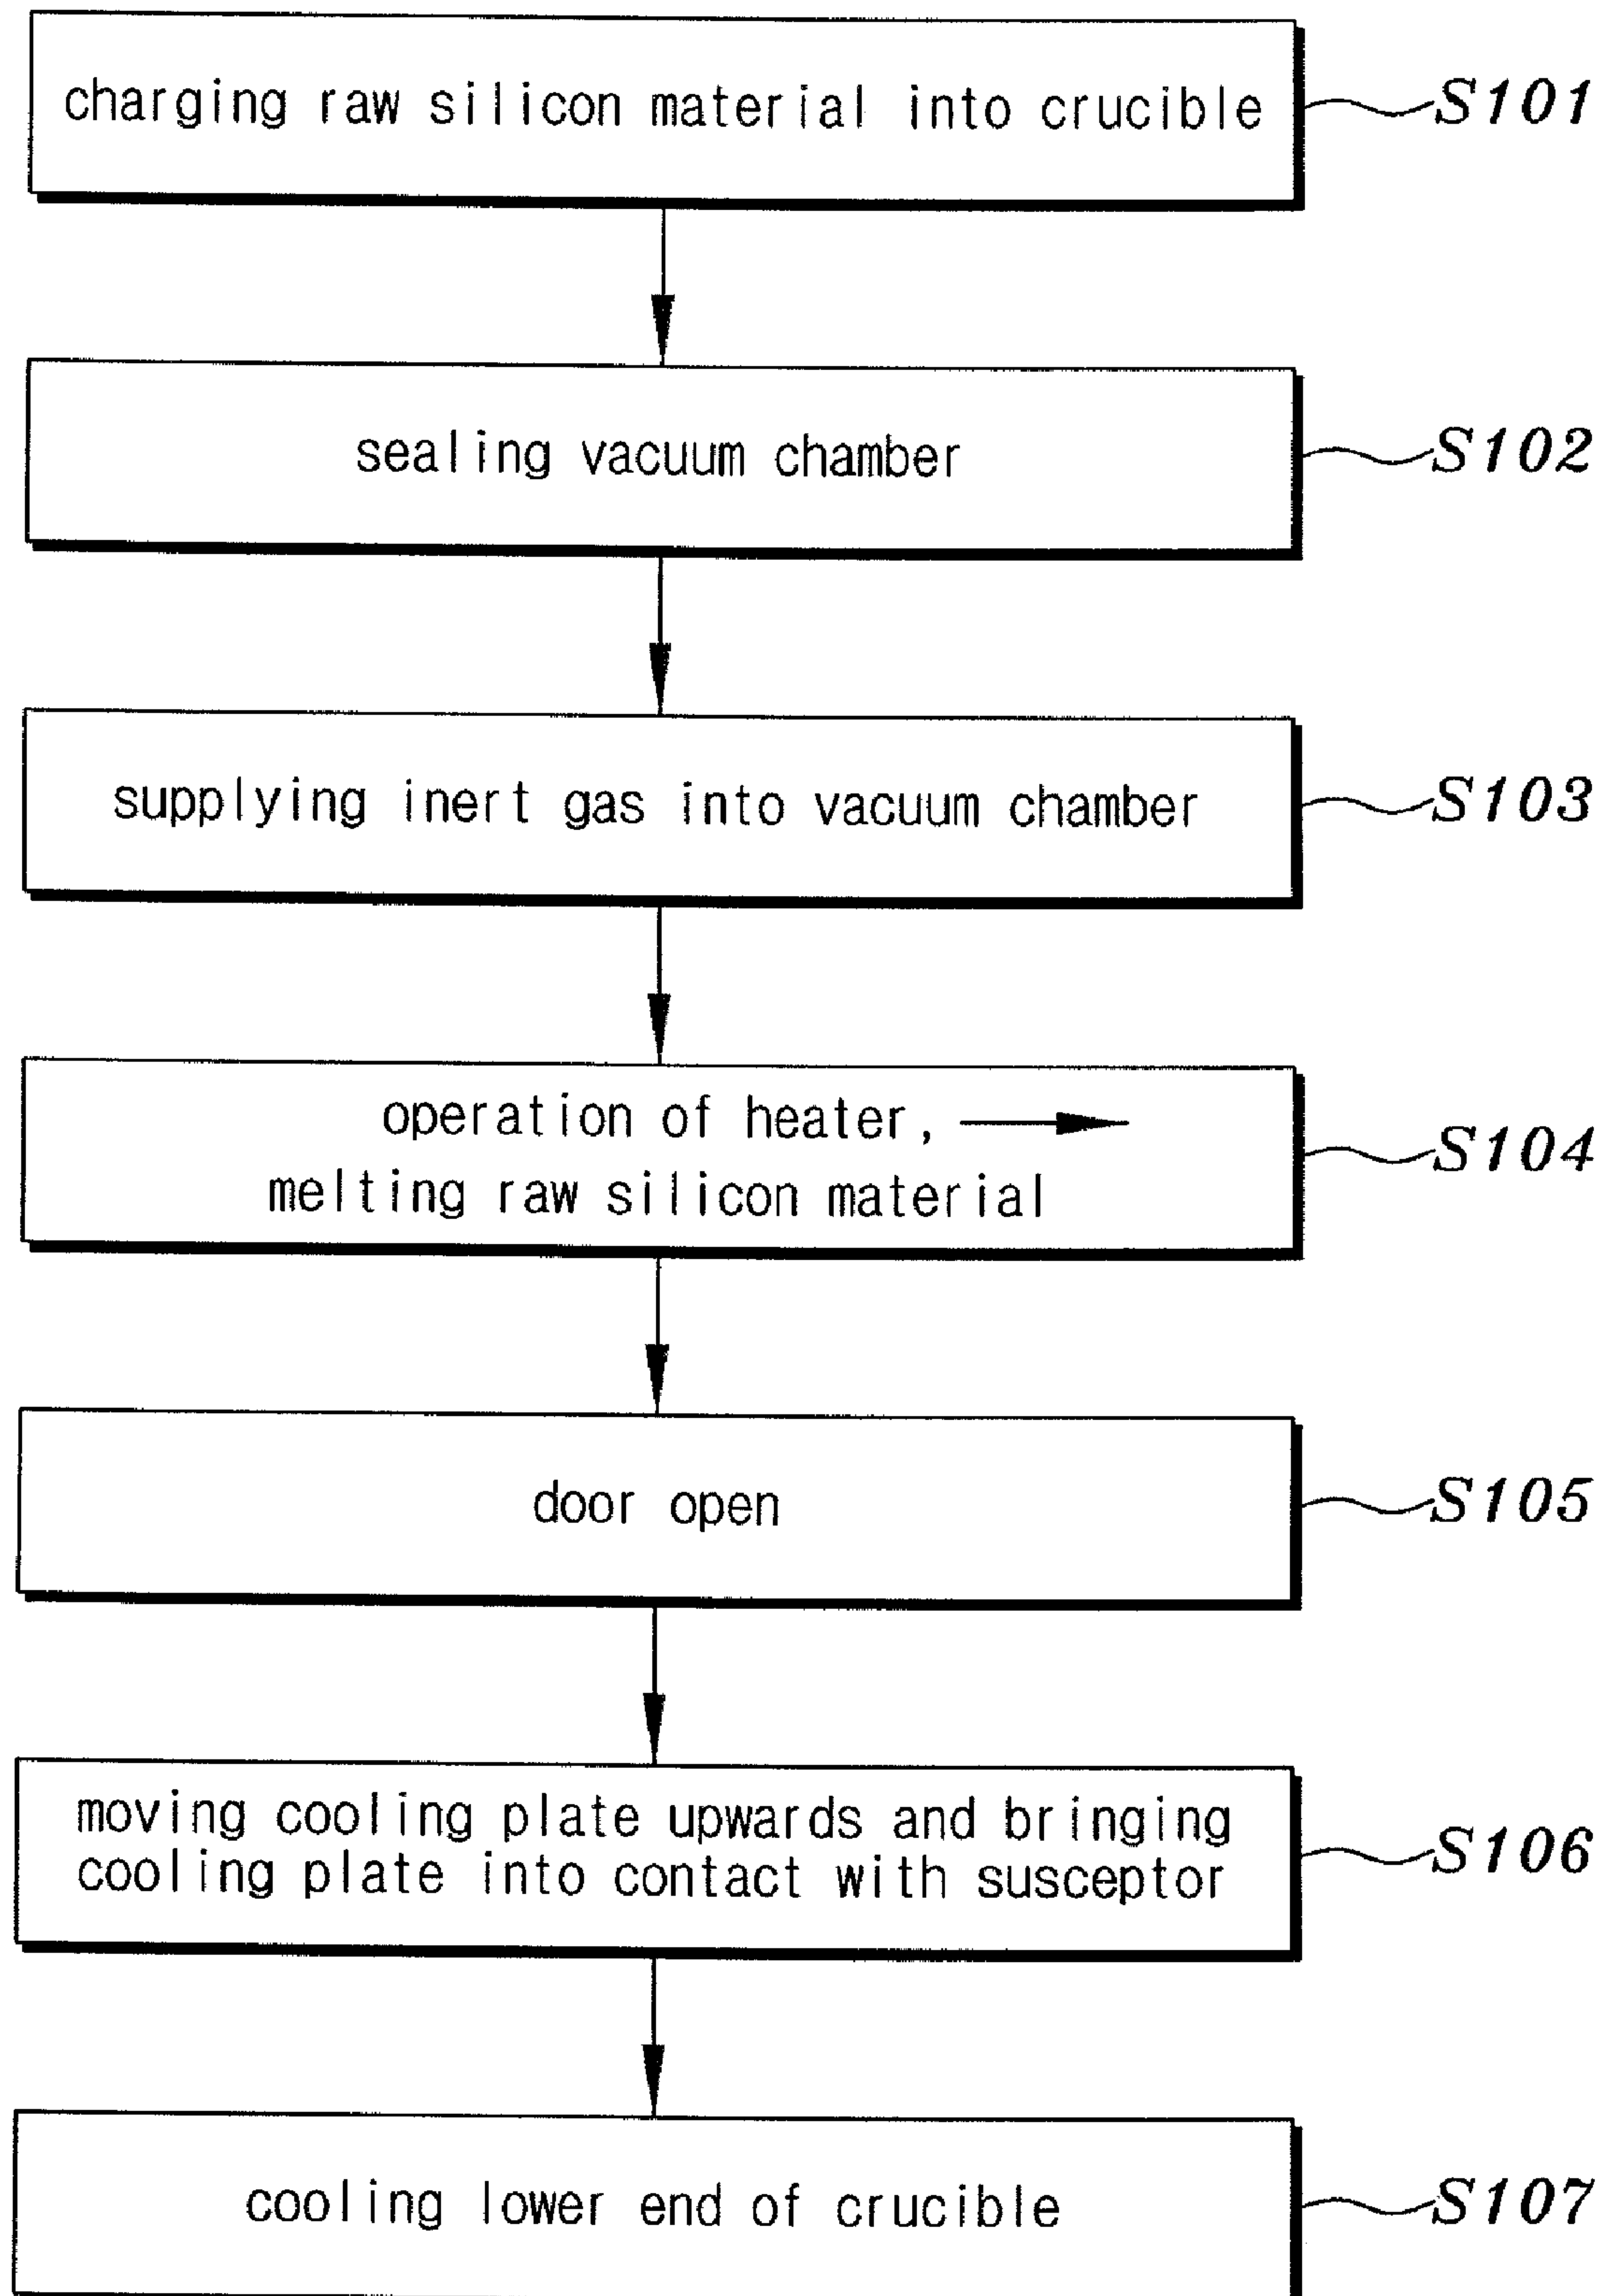 charging raw silicon material into crucible
S101
sealing vacuum chamber
S102
supplying inert gas into vacuum chamber
S103
operation of heater,
melting raw silicon material
S104
door open
S105
moving cooling plate upwards and bringing
cooling plate into contact with susceptor
S106
cooling lower end of crucible
S107